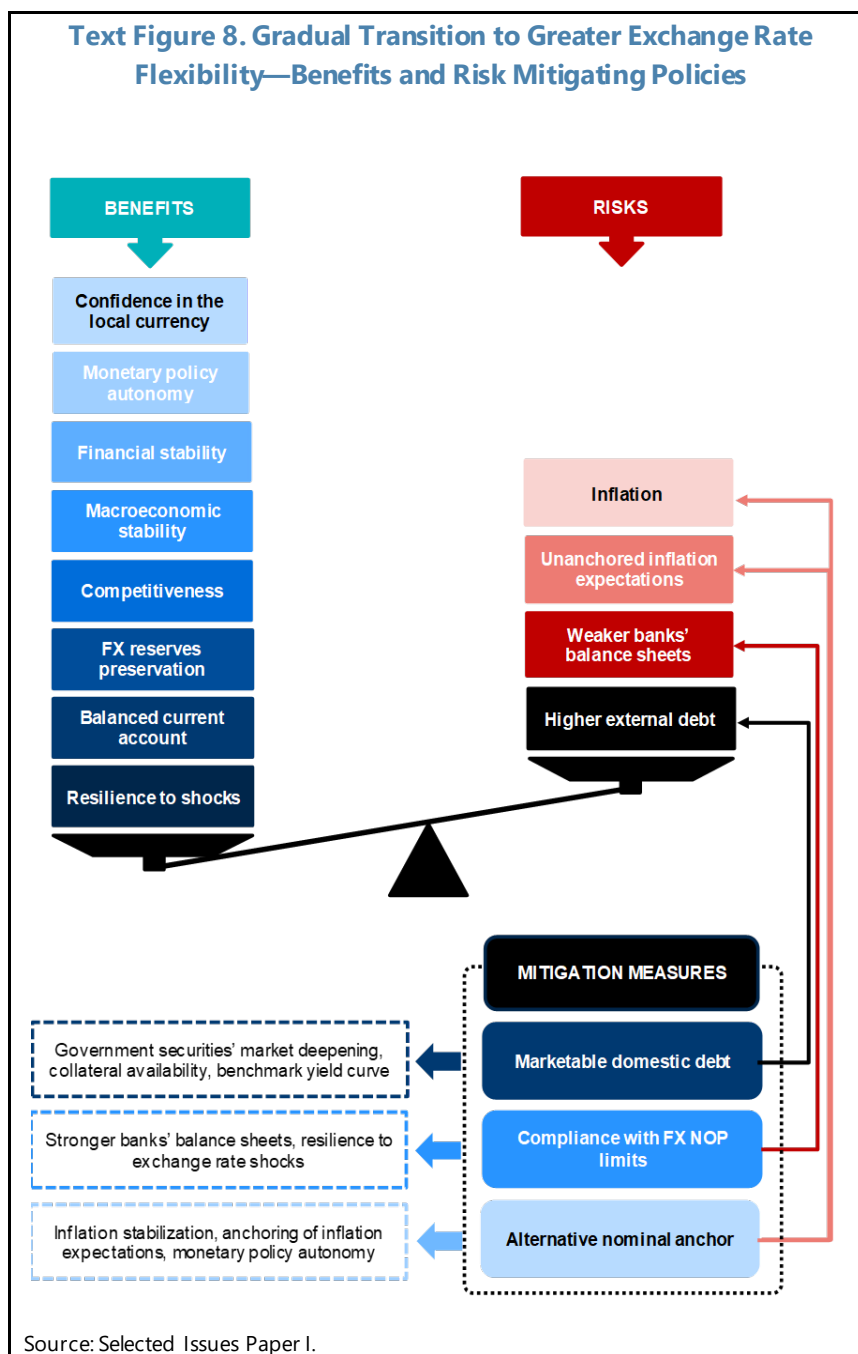 Text Figure 8. Gradual Transition to Greater Exchange Rate
Flexibility—Benefits and Risk Mitigating Policies
BENEFITS
Confidence in the
local currency
Monetary policy
autonomy
Financial stability
Macroeconomic
stability
Competitiveness
FX reserves
preservation
Balanced current
account
Resilience to shocks
RISKS
Inflation
Unanchored inflation
expectations
Weaker banks'
balance sheets
Higher external debt
MITIGATION MEASURES
Marketable domestic debt
Government securities' market deepening,
collateral availability, benchmark yield curve
Compliance with FX NOP
limits
Stronger banks' balance sheets, resilience to
exchange rate shocks
Alternative nominal anchor
Inflation stabilization, anchoring of inflation
expectations, monetary policy autonomy
Source: Selected Issues Paper I.